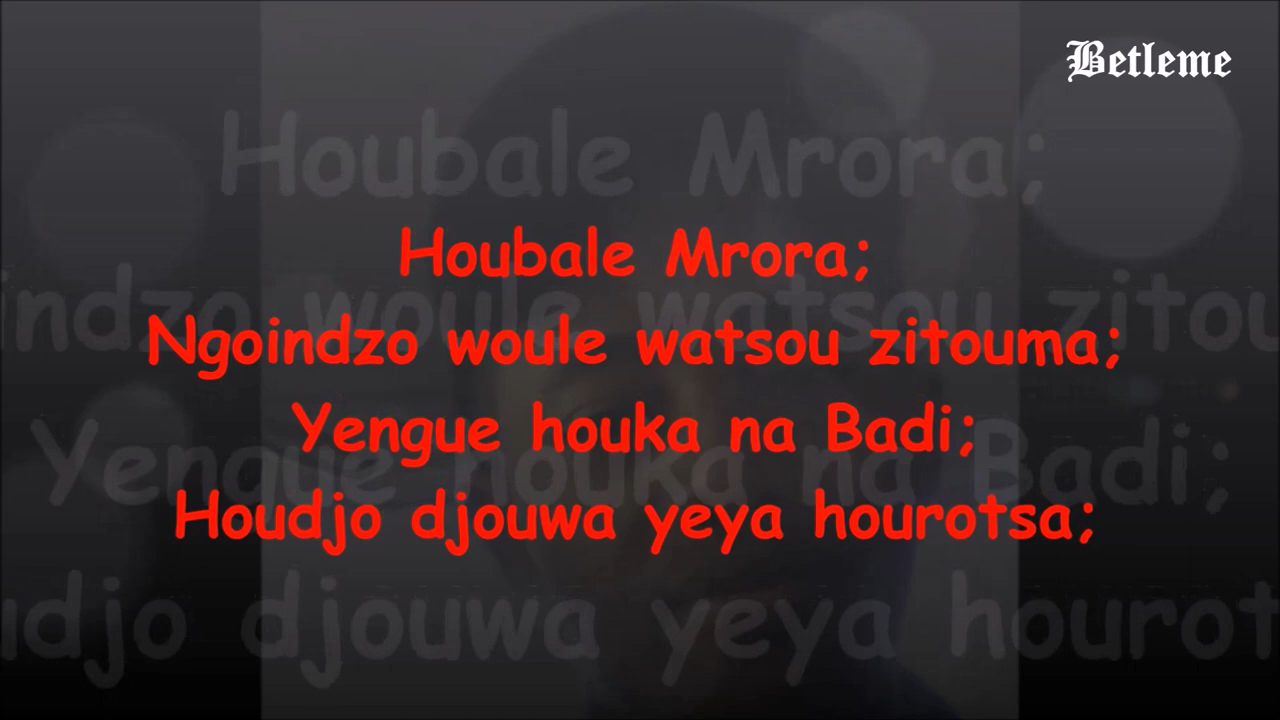 Betleme
Houbale Mrora;
Ngoindzo woule watsou zitouma;
Yengue houka na Badi;
Houdjo djouwa yeya hourotsa;